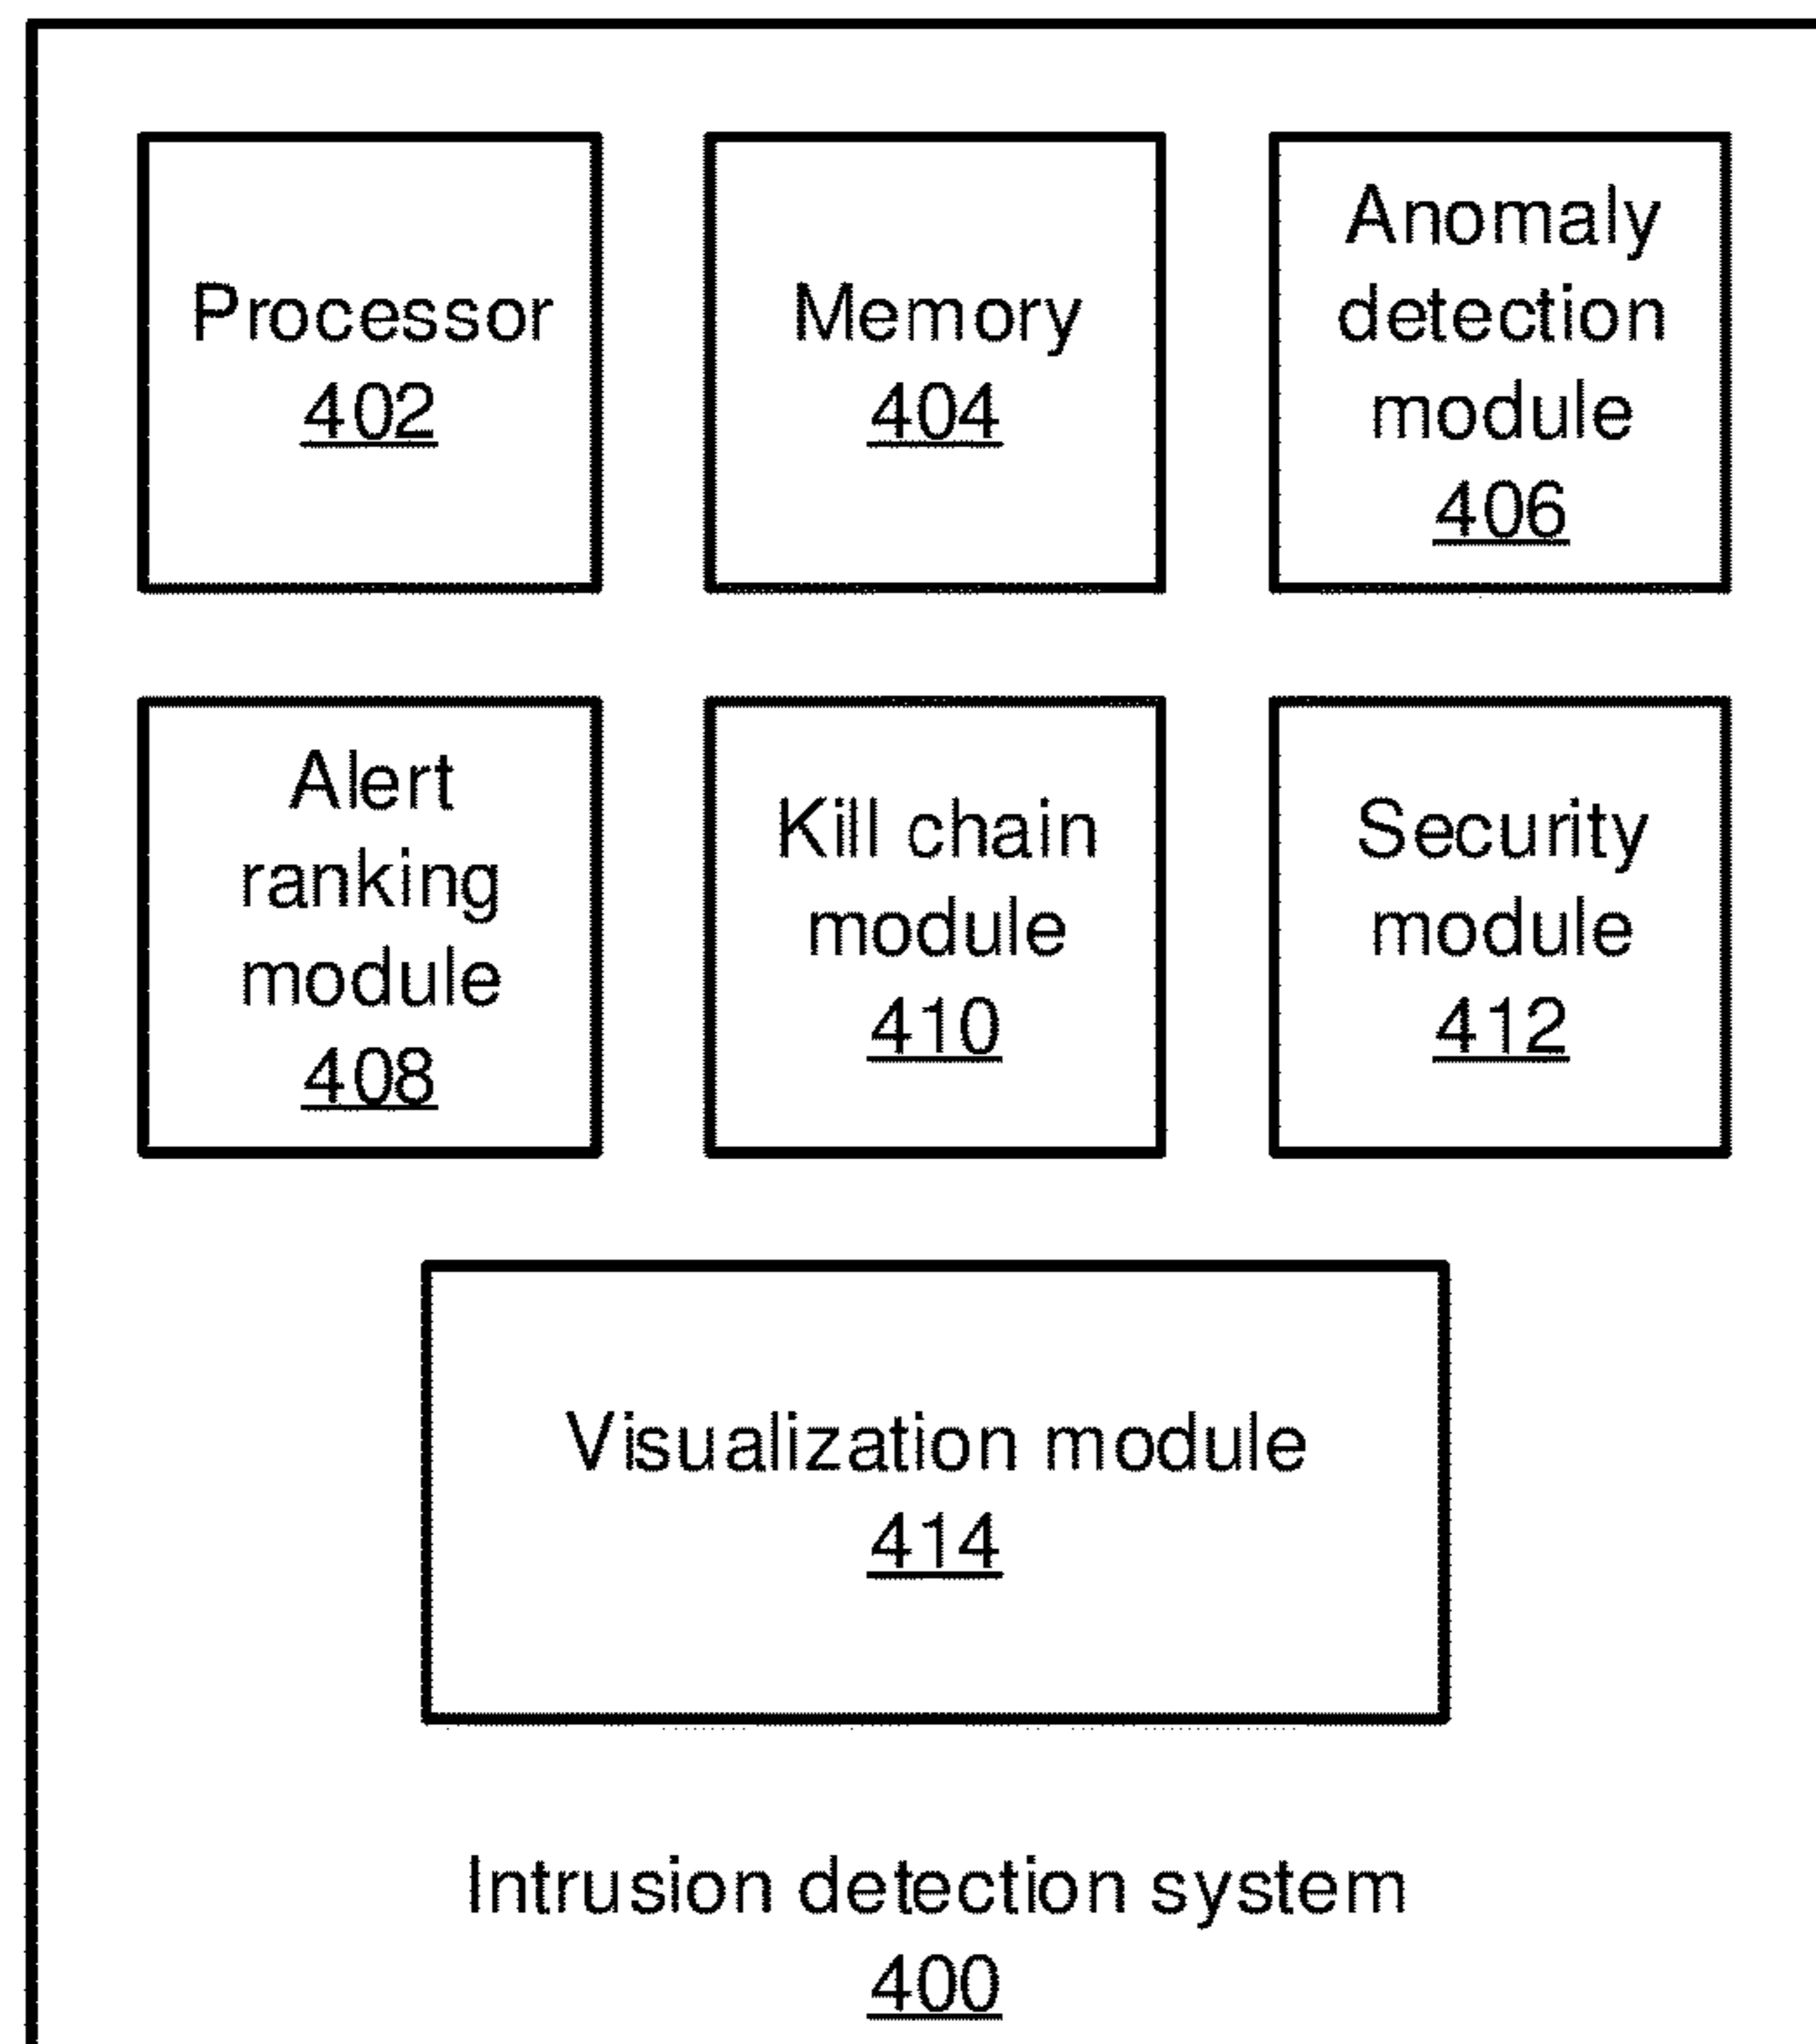 Processor
402
Memory
404
Anomaly
detection
module
406
Alert
ranking
module
408
Kill chain
module
410
Security
module
412
Visualization module
414
Intrusion detection system
400